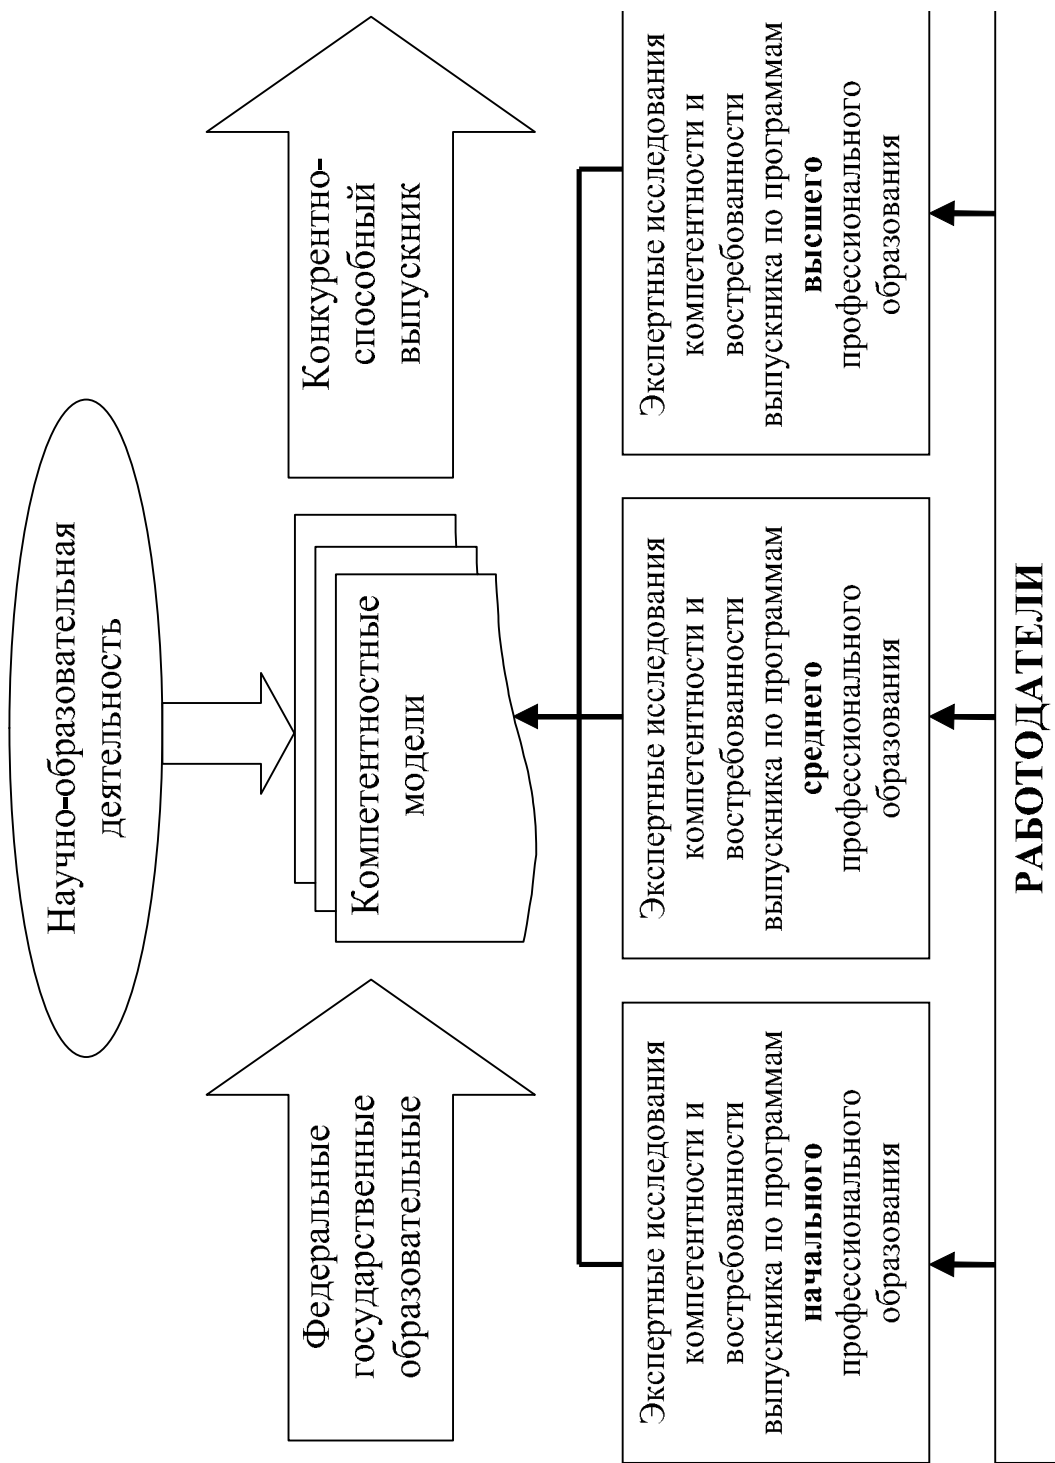 Научно-образовательная
деятельность
Федеральные
государственные
образовательные
Компетентностные
модели
Конкурентно-
способный
выпускник
Экспертные исследования
компетентности и
востребованности
выпускника по программам
начального
профессионального
образования
Экспертные исследования
компетентности и
востребованности
выпускника по программам
среднего
профессионального
образования
Экспертные исследования
компетентности и
востребованности
выпускника по программам
высшего
профессионального
образования
РАБОТОДАТЕЛИ